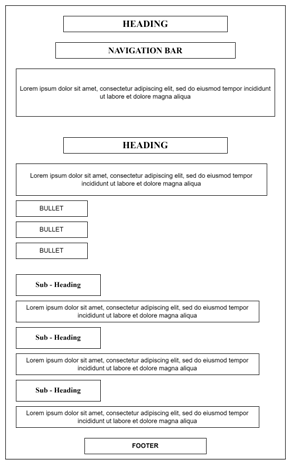 HEADING
NAVIGATION BAR
Lorem ipsum dolor sit amet, consectetur adipiscing elit, sed do eiusmod tempor incididunt
ut labore et dolore magna aliqua
HEADING
Lorem ipsum dolor sit amet, consectetur adipiscing elit, sed do eiusmod tempor
incididunt ut labore et dolore magna aliqua
BULLET
BULLET
BULLET
Sub - Heading
Lorem ipsum dolor sit amet, consectetur adipiscing elit, sed do eiusmod tempor
incididunt ut labore et dolore magna aliqua
Sub - Heading
Lorem ipsum dolor sit amet, consectetur adipiscing elit, sed do eiusmod tempor
incididunt ut labore et dolore magna aliqua
Sub - Heading
Lorem ipsum dolor sit amet, consectetur adipiscing elit, sed do eiusmod tempor
incididunt ut labore et dolore magna aliqua
FOOTER